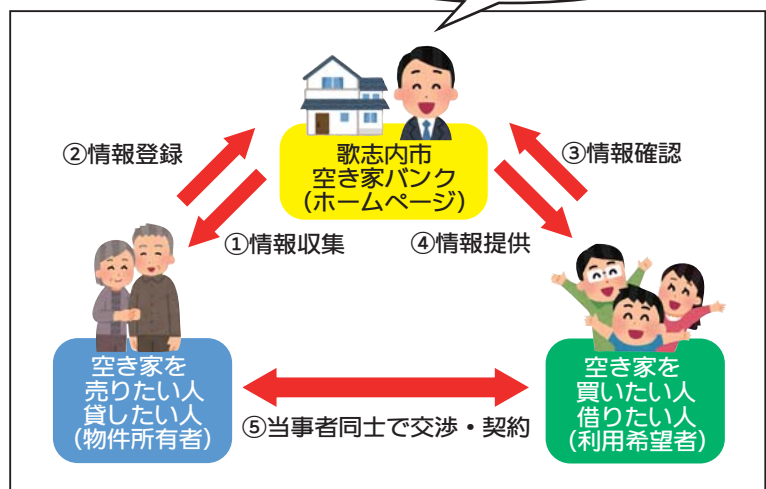 ②情報登録
歌志内市
空き家バンク
(ホームページ)
③情報確認
①情報収集
④情報提供
空き家を
売りたい人
貸したい人
(物件所有者)
⑤当事者同士で交渉・契約
空き家を
買いたい人
借りたい人
(利用希望者)